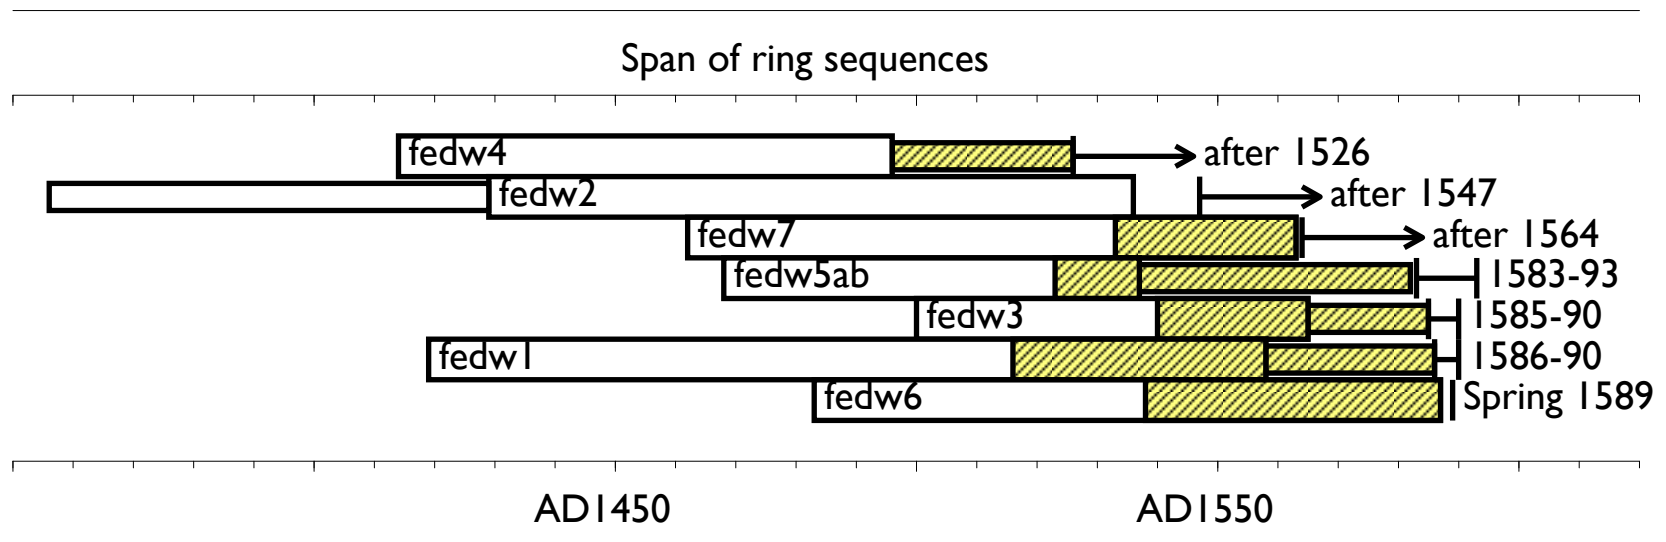 Span of ring sequences
fedw4 after 1526
fedw2 after 1547
fedw7 after 1564
fedw5ab 1583-93
fedw3 1585-90
fedw1 1586-90
fedw6 Spring 1589
AD1450 AD1550